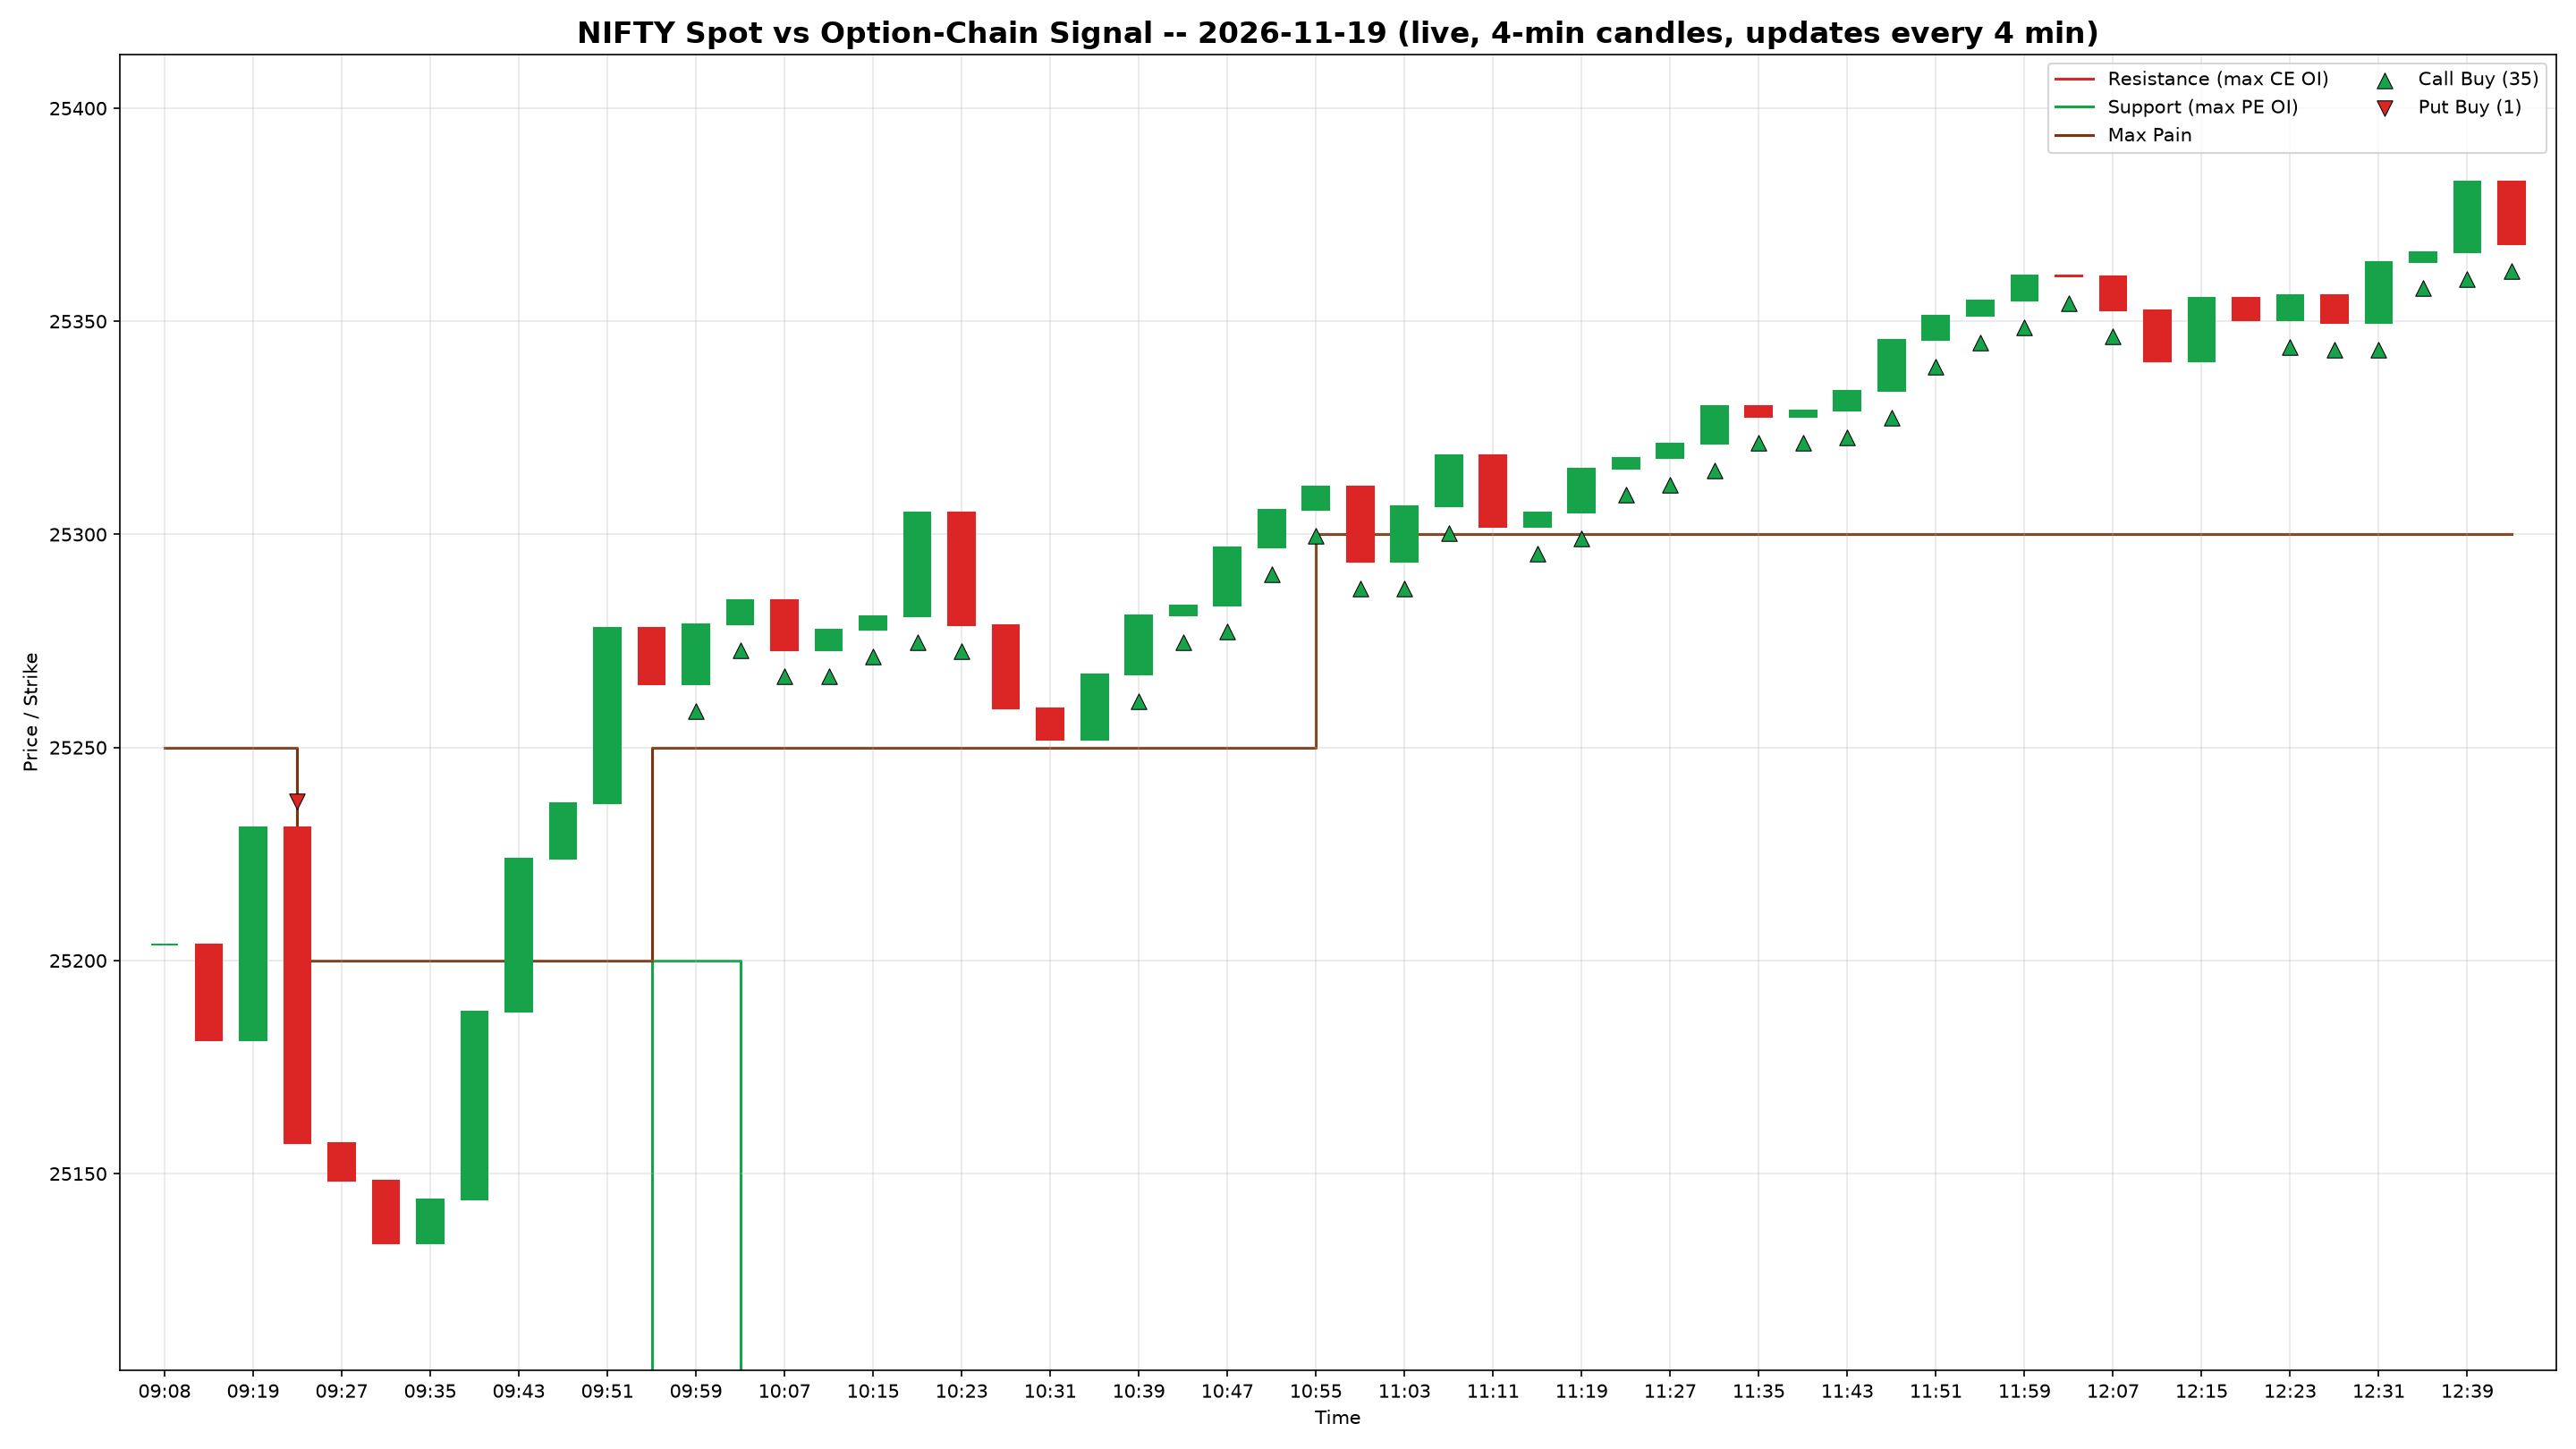 NIFTY Spot vs Option-Chain Signal -- 2026-11-19 (live, 4-min candles, updates every 4 min)
Resistance (max CE OI)
Support (max PE OI)
Max Pain
Call Buy (35)
Put Buy (1)
Price / Strike
25400
25350
25300
25250
25200
25150
09:08 09:19 09:27 09:35 09:43 09:51 09:59 10:07 10:15 10:23 10:31 10:39 10:47 10:55 11:03 11:11 11:19 11:27 11:35 11:43 11:51 11:59 12:07 12:15 12:23 12:31 12:39
Time